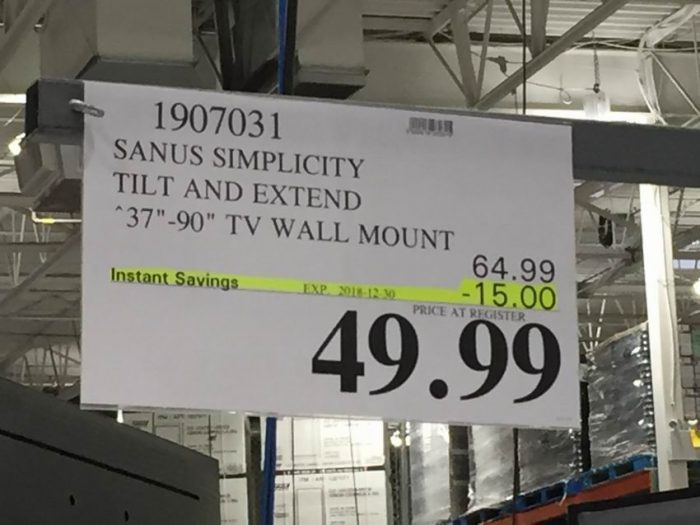 1907031
SANUS SIMPLICITY
TILT AND EXTEND
^37"-90" TV WALL MOUNT
64.99
Instant Savings EXP. 2018-12-30 -15.00
PRICE AT REGISTER
49.99